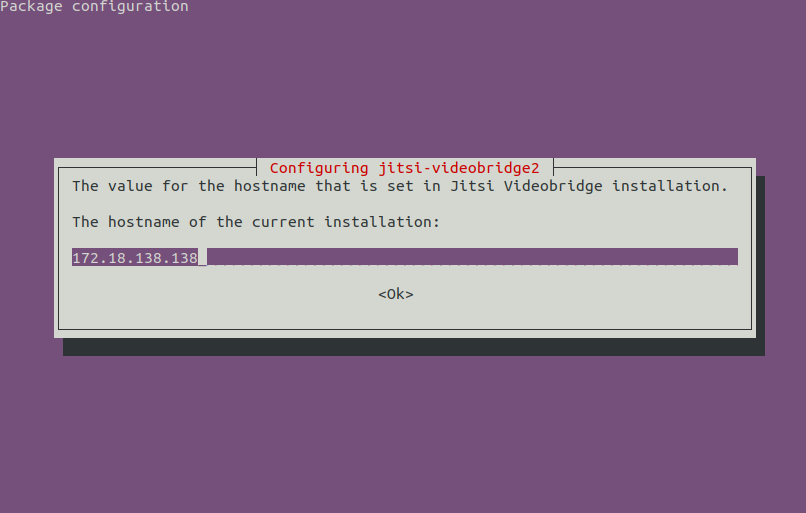 Package configuration
Configuring jitsi-videobridge2
The value for the hostname that is set in Jitsi Videobridge installation.
The hostname of the current installation:
172.18.138.138_
<Ok>